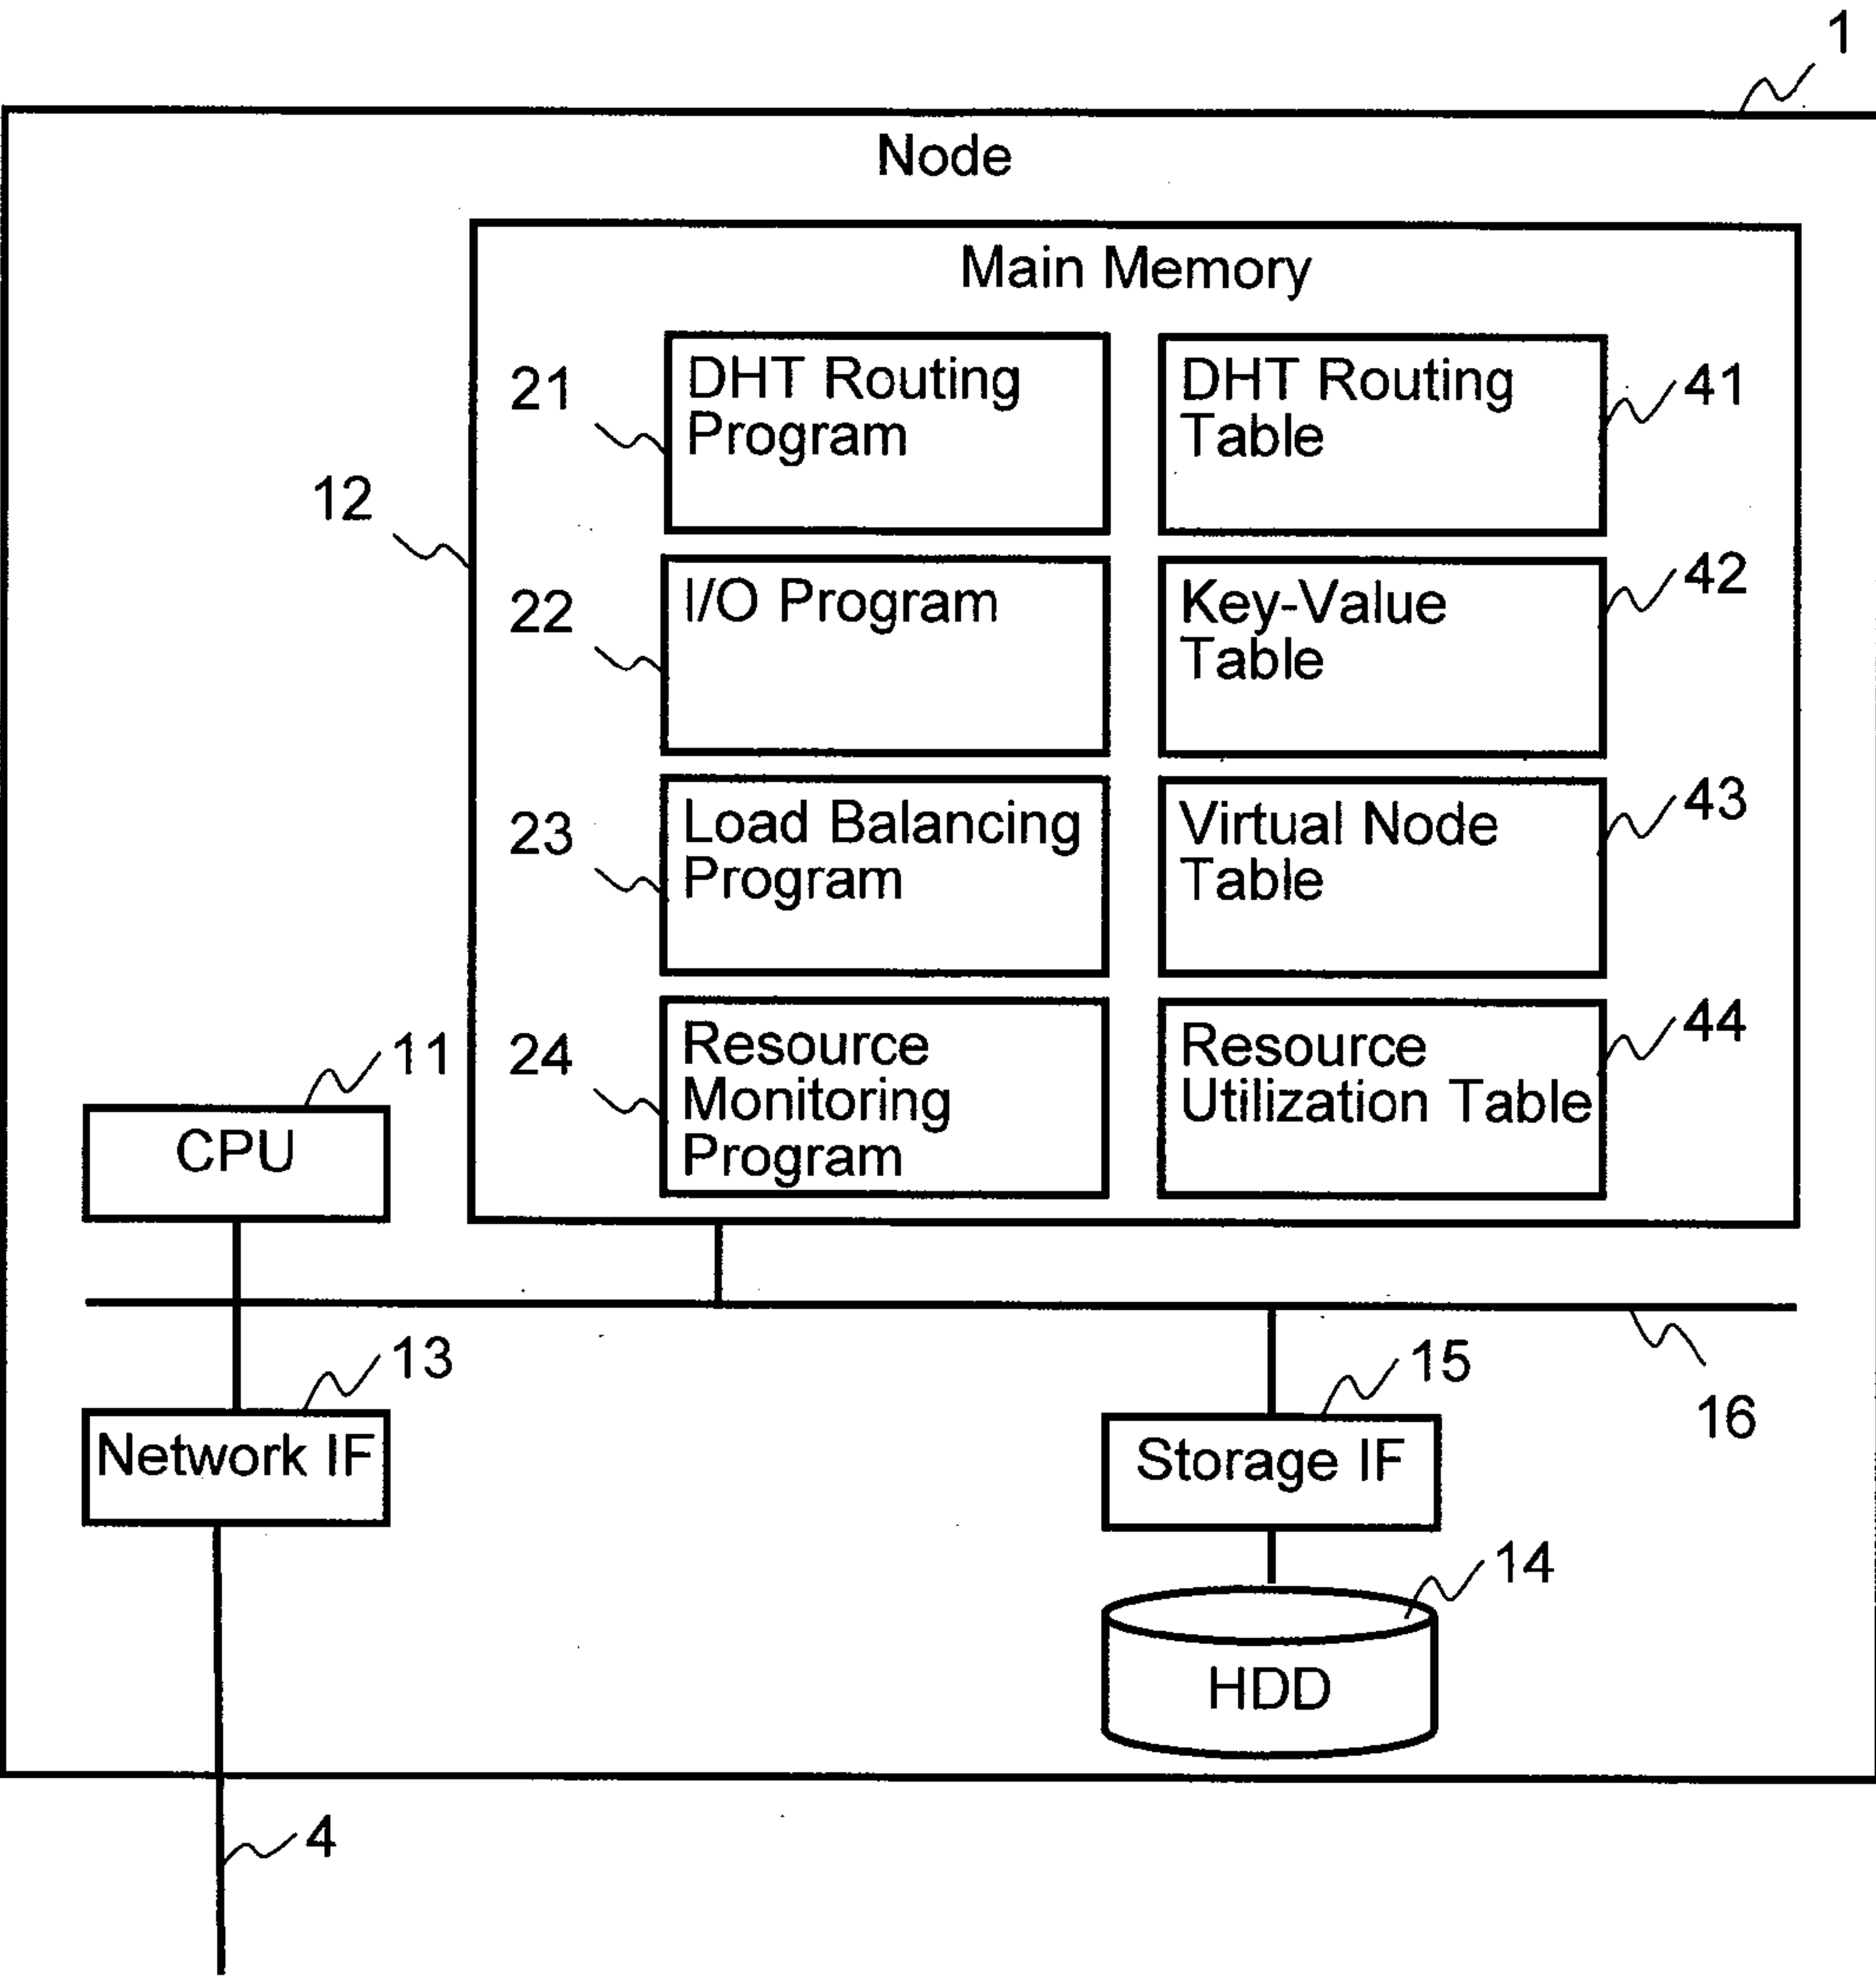 1
Node
Main Memory
21
DHT Routing
Program
DHT Routing
Table
41
12
22
I/O Program
Key-Value
Table
42
23
Load Balancing
Program
Virtual Node
Table
43
24
Resource
Monitoring
Program
Resource
Utilization Table
44
11
CPU
13
Network IF
15
Storage IF
16
14
HDD
4